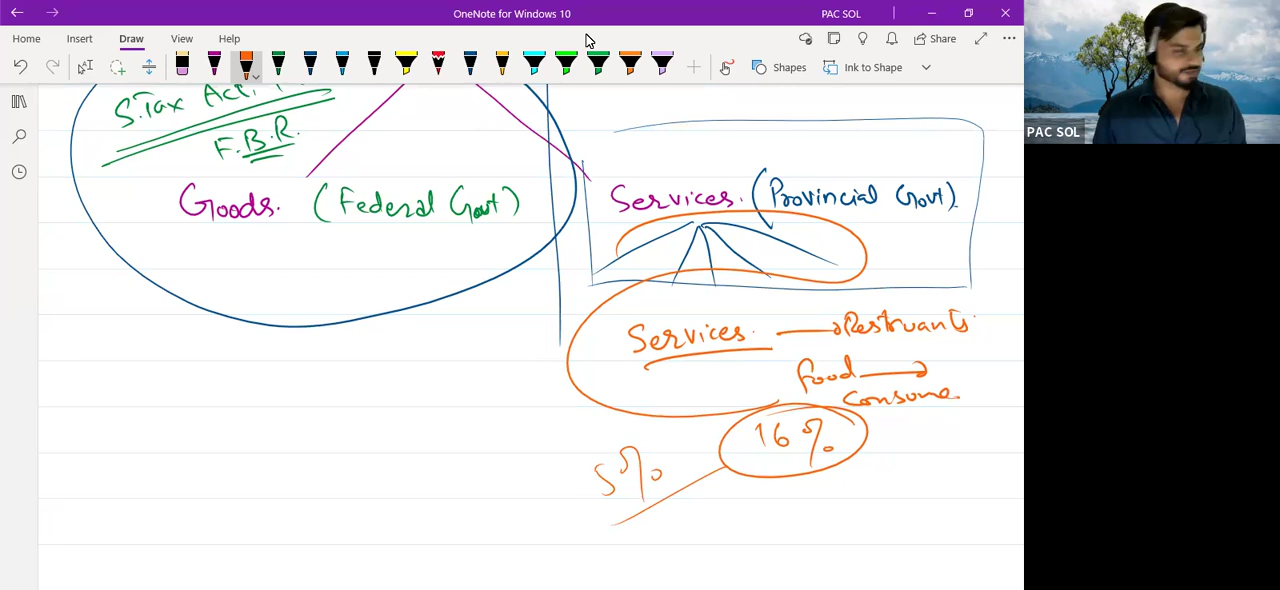 OneNote for Windows 10
PAC SOL
Home Insert Draw View Help
Share
Shapes
Ink to Shape
PAC SOL
S.Tax Act.
F.B.R.
Goods. (Federal Govt)
Services. (Provincial Govt).
Services. Restruants.
food
consume
16%
5%